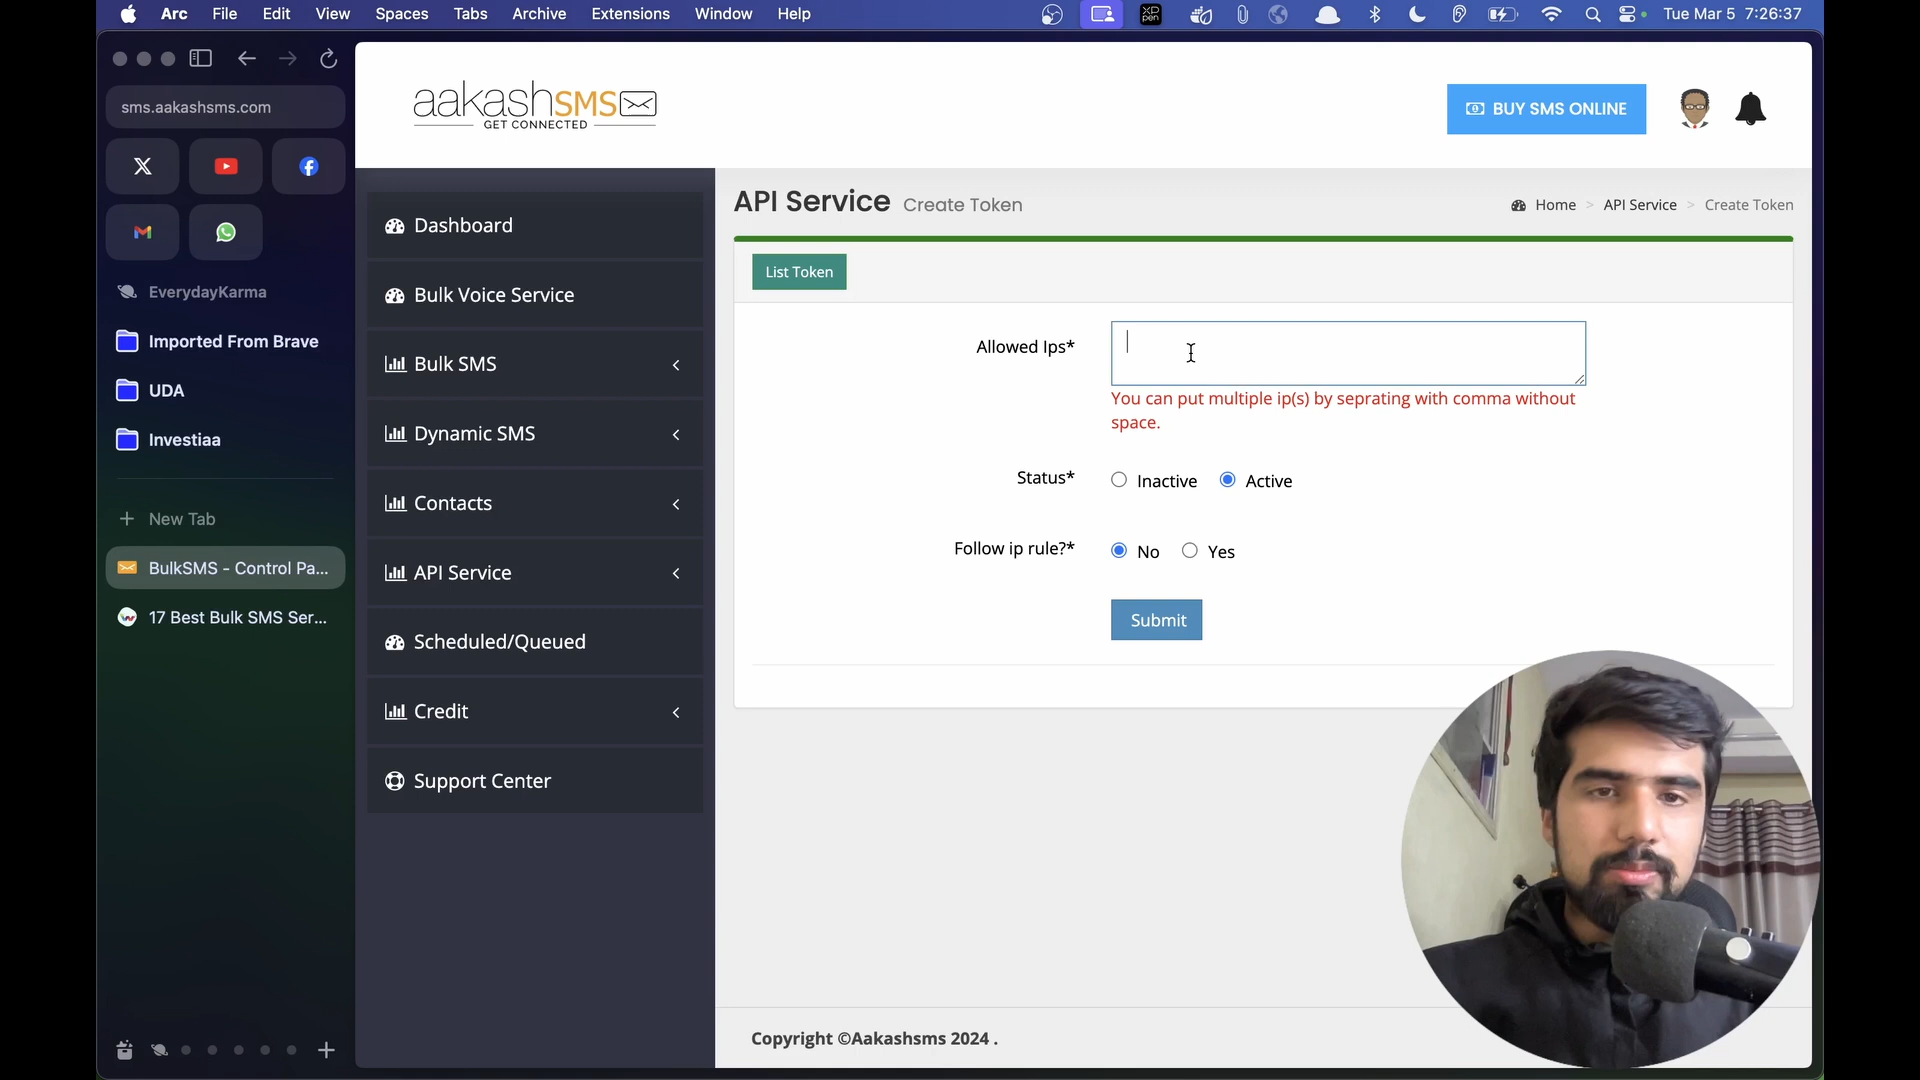 Arc File Edit View Spaces Tabs Archive Extensions Window Help
XP
pen
Tue Mar 5 7:26:37
sms.aakashsms.com
EverydayKarma
Imported From Brave
UDA
Investiaa
New Tab
BulkSMS - Control Pa...
17 Best Bulk SMS Ser...
aakashSMS
GET CONNECTED
BUY SMS ONLINE
Dashboard
Bulk Voice Service
Bulk SMS
Dynamic SMS
Contacts
API Service
Scheduled/Queued
Credit
Support Center
API Service Create Token
Home > API Service > Create Token
List Token
Allowed Ips*
You can put multiple ip(s) by seprating with comma without
space.
Status* Inactive Active
Follow ip rule?* No Yes
Submit
Copyright ©Aakashsms 2024 .